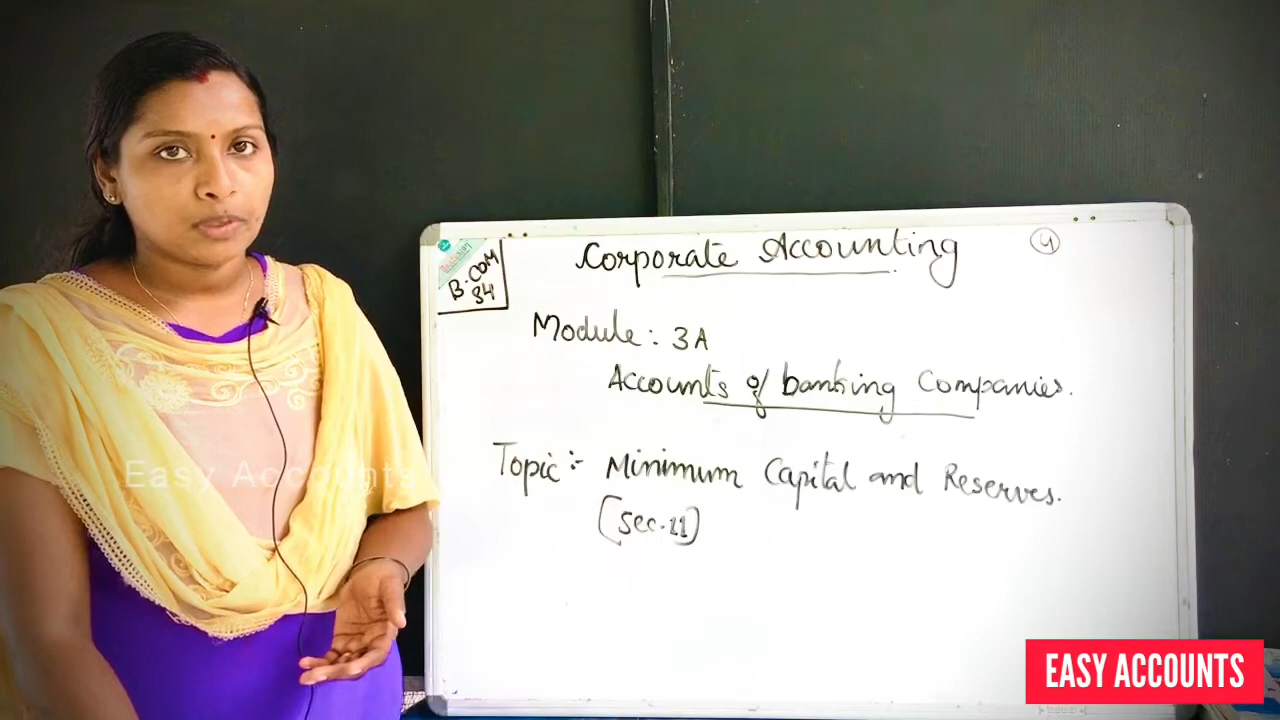 Corporate Accounting
4
B.COM
S4
Module : 3A
Accounts of banking Companies.
Topic :- Minimum Capital and Reserves.
(Sec.11)
Easy Accounts
EASY ACCOUNTS